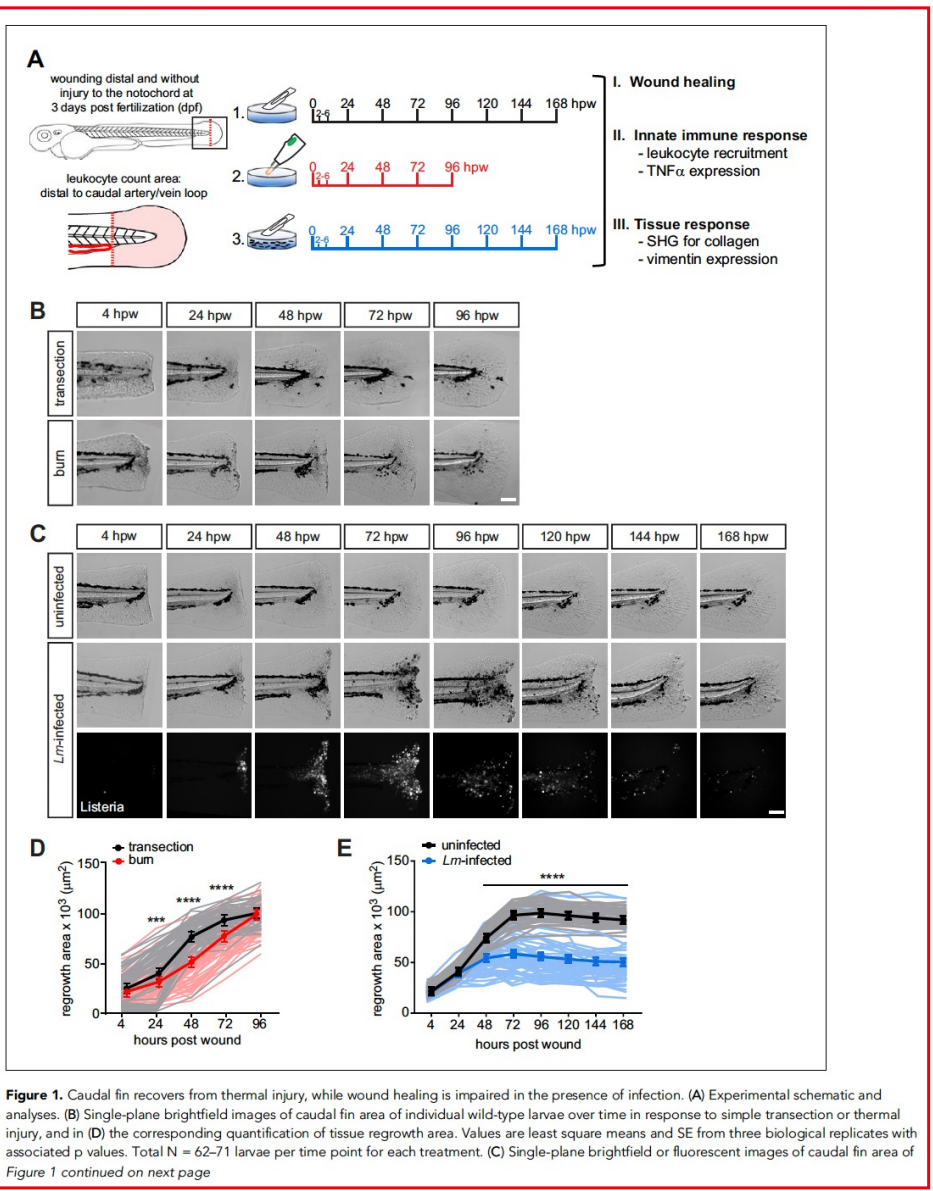 A
wounding distal and without
injury to the notochord at
3 days post fertilization (dpf)
leukocyte count area:
distal to caudal artery/vein loop
1.
0 2-6 24 48 72 96 120 144 168 hpw
2.
0 2-6 24 48 72 96 hpw
3.
0 2-6 24 48 72 96 120 144 168 hpw
I. Wound healing
II. Innate immune response
- leukocyte recruitment
- TNFα expression
III. Tissue response
- SHG for collagen
- vimentin expression
B
4 hpw 24 hpw 48 hpw 72 hpw 96 hpw
transection
burn
C
4 hpw 24 hpw 48 hpw 72 hpw 96 hpw 120 hpw 144 hpw 168 hpw
uninfected
Lm-infected
Listeria
D
transection
burn
regrowth area x 10³ (μm²)
150
100
50
0
***
****
****
4 24 48 72 96
hours post wound
E
uninfected
Lm-infected
regrowth area x 10³ (μm²)
150
100
50
0
****
4 24 48 72 96 120 144 168
hours post wound
Figure 1. Caudal fin recovers from thermal injury, while wound healing is impaired in the presence of infection. (A) Experimental schematic and
analyses. (B) Single-plane brightfield images of caudal fin area of individual wild-type larvae over time in response to simple transection or thermal
injury, and in (D) the corresponding quantification of tissue regrowth area. Values are least square means and SE from three biological replicates with
associated p values. Total N = 62–71 larvae per time point for each treatment. (C) Single-plane brightfield or fluorescent images of caudal fin area of
Figure 1 continued on next page